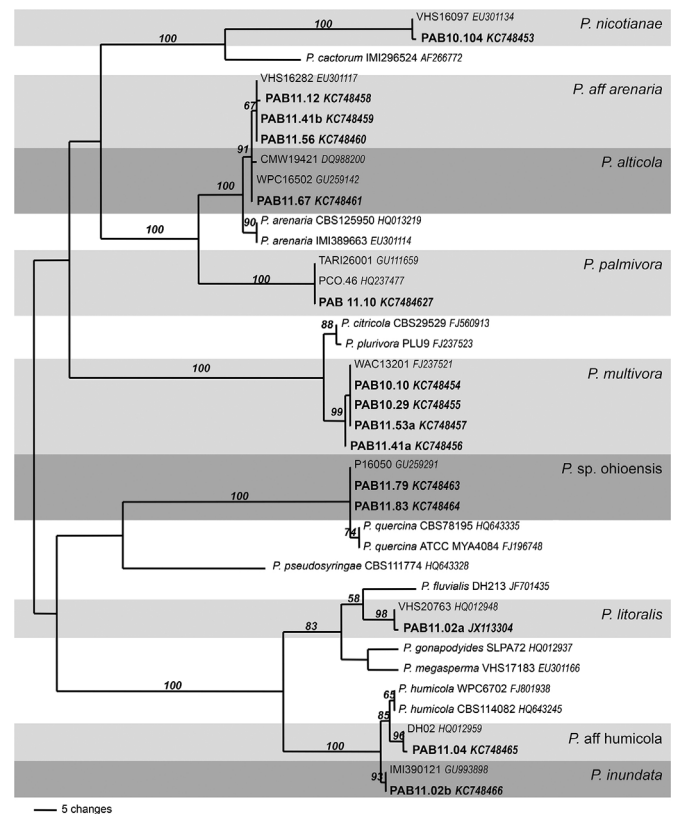 VHS16097 EU301134
P. nicotianae
100
PAB10.104 KC748453
100
P. cactorum IMI296524 AF266772
VHS16282 EU301117
P. aff arenaria
PAB11.12 KC748458
67
PAB11.41b KC748459
PAB11.56 KC748460
91
CMW19421 DQ988200
P. alticola
WPC16502 GU259142
100
PAB11.67 KC748461
P. arenaria CBS125950 HQ013219
90
100
P. arenaria IMI389663 EU301114
TARI26001 GU111659
P. palmivora
PCO.46 HQ237477
100
PAB 11.10 KC7484627
P. citricola CBS29529 FJ560913
88
P. plurivora PLU9 FJ237523
WAC13201 FJ237521
P. multivora
100
PAB10.10 KC748454
PAB10.29 KC748455
99
PAB11.53a KC748457
PAB11.41a KC748456
P16050 GU259291
P. sp. ohioensis
PAB11.79 KC748463
100
PAB11.83 KC748464
P. quercina CBS78195 HQ643335
74
P. quercina ATCC MYA4084 FJ196748
P. pseudosyringae CBS111774 HQ643328
P. fluvialis DH213 JF701435
58
VHS20763 HQ012948
P. litoralis
98
PAB11.02a JX113304
83
P. gonapodyides SLPA72 HQ012937
P. megasperma VHS17183 EU301166
100
P. humicola WPC6702 FJ801938
65
P. humicola CBS114082 HQ643245
85
DH02 HQ012959
P. aff humicola
96
PAB11.04 KC748465
100
IMI390121 GU993898
P. inundata
93
PAB11.02b KC748466
5 changes